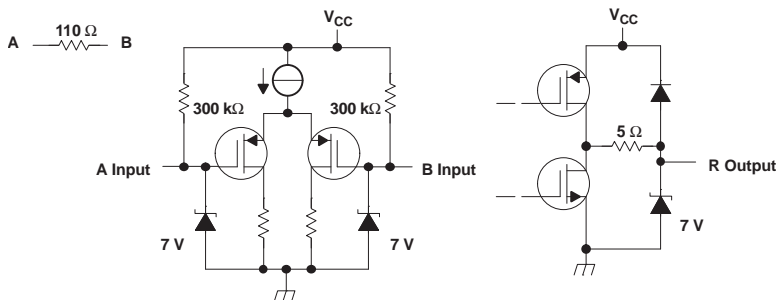 110 Ω
A B
VCC
300 kΩ 300 kΩ
A Input B Input
7 V 7 V
VCC
5 Ω
R Output
7 V